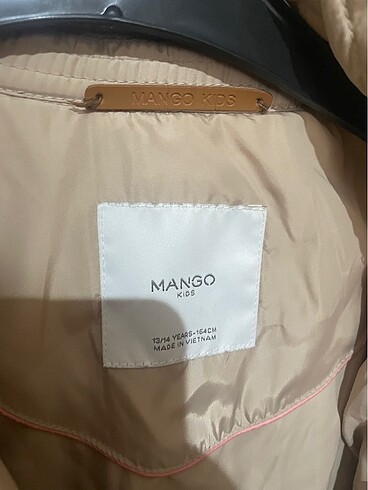 MANGO KIDS
MANGO
KIDS
13/14 YEARS-164CM
MADE IN VIETNAM